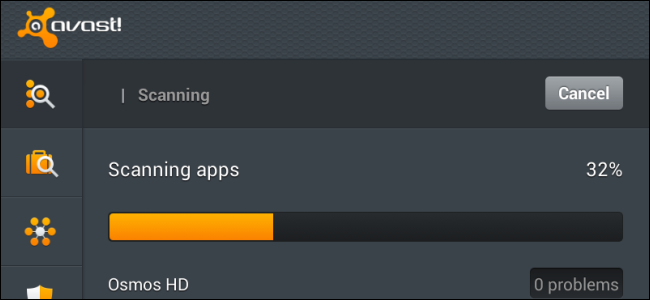 avast!
| Scanning
Cancel
Scanning apps
32%
Osmos HD
0 problems